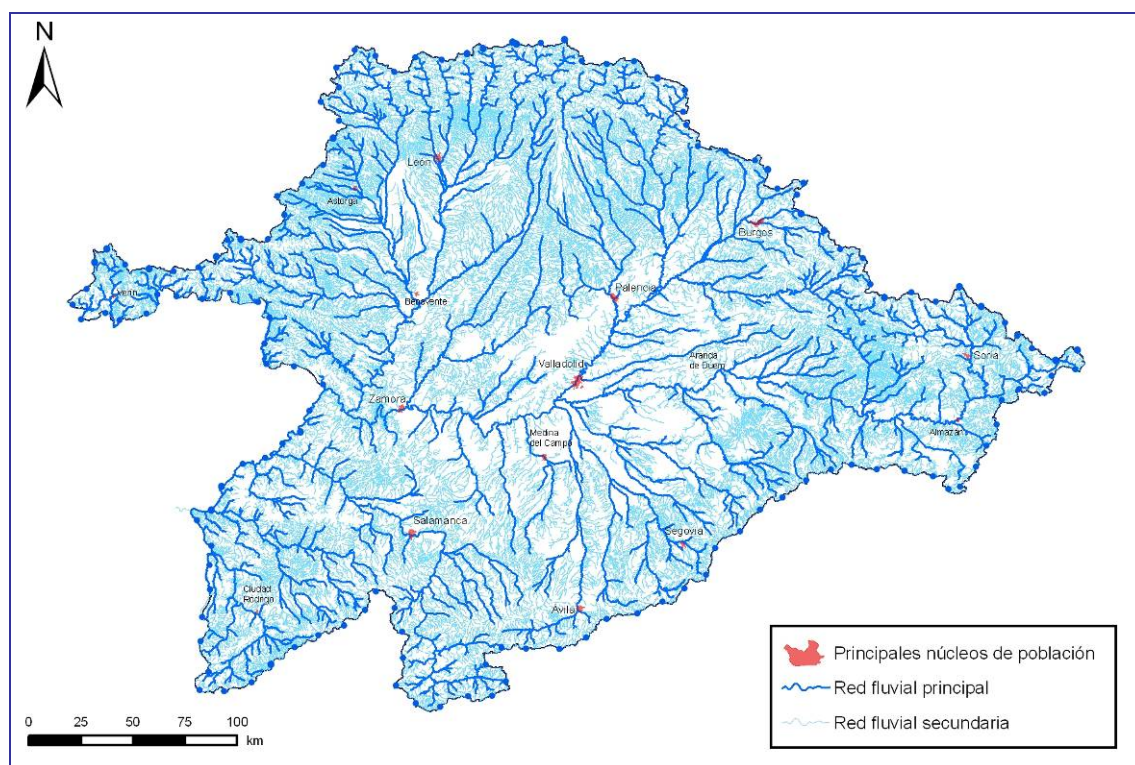 N
León
Astorga
Burgos
Verín
Benavente
Palencia
Valladolid
Aranda
de Duero
Soria
Zamora
Almazán
Medina
del Campo
Salamanca
Segovia
Ciudad
Rodrigo
Ávila
Principales núcleos de población
Red fluvial principal
Red fluvial secundaria
0 25 50 75 100
km